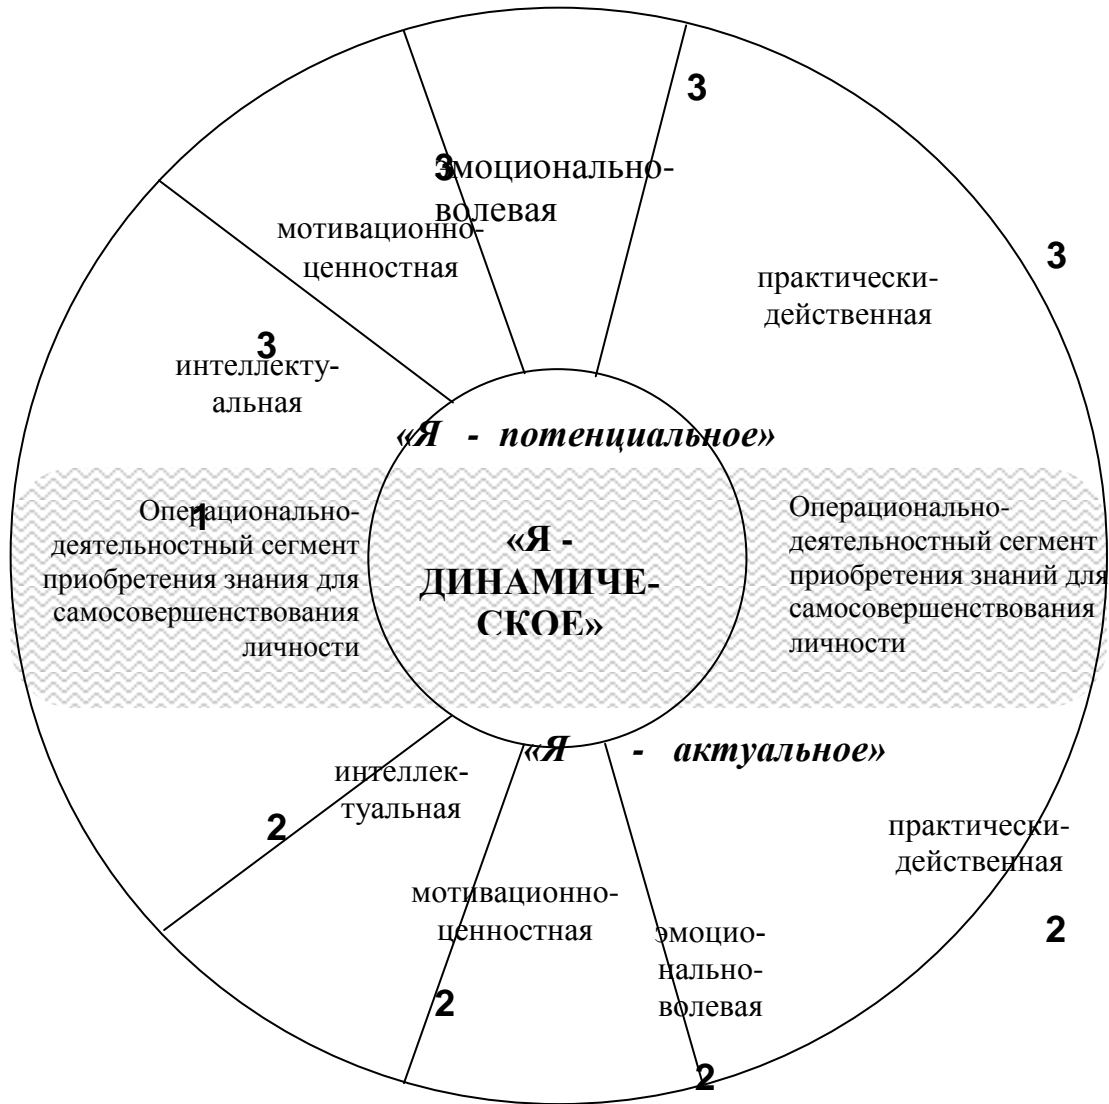 3
3
эмоционально-
волевая
мотивационно-
ценностная
3
практически-
действенная
3
интеллекту-
альная
«Я - потенциальное»
1
Операционально-
деятельностный сегмент
приобретения знания для
самосовершенствования
личности
«Я -
ДИНАМИЧЕ-
СКОЕ»
Операционально-
деятельностный сегмент
приобретения знаний для
самосовершенствования
личности
«Я - актуальное»
интеллек-
туальная
2
практически-
действенная
мотивационно-
ценностная
2
эмоцио-
нально-
волевая
2
2